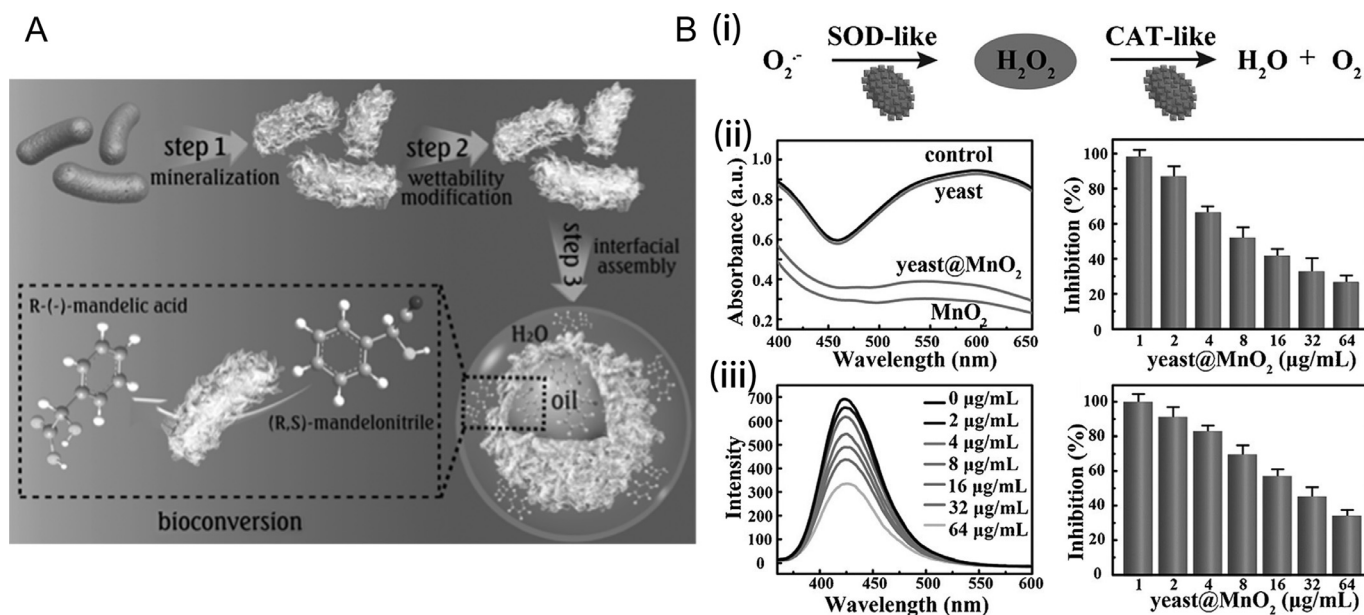 A
B (i)
SOD-like
CAT-like
O₂·⁻
H₂O₂
H₂O + O₂
step 1
mineralization
step 2
wettability
modification
step 3
interfacial
assembly
R-(-)-mandelic acid
(R,S)-mandelonitrile
bioconversion
H₂O
oil
(ii)
Absorbance (a.u.)
1.0
0.8
0.6
0.4
0.2
control
yeast
yeast@MnO₂
MnO₂
400 450 500 550 600 650
Wavelength (nm)
Inhibition (%)
0
20
40
60
80
100
1 2 4 8 16 32 64
yeast@MnO₂ (μg/mL)
(iii)
Intensity
700
600
500
400
300
200
100
0
0 μg/mL
2 μg/mL
4 μg/mL
8 μg/mL
16 μg/mL
32 μg/mL
64 μg/mL
400 450 500 550 600
Wavelength (nm)
Inhibition (%)
0
20
40
60
80
100
1 2 4 8 16 32 64
yeast@MnO₂ (μg/mL)